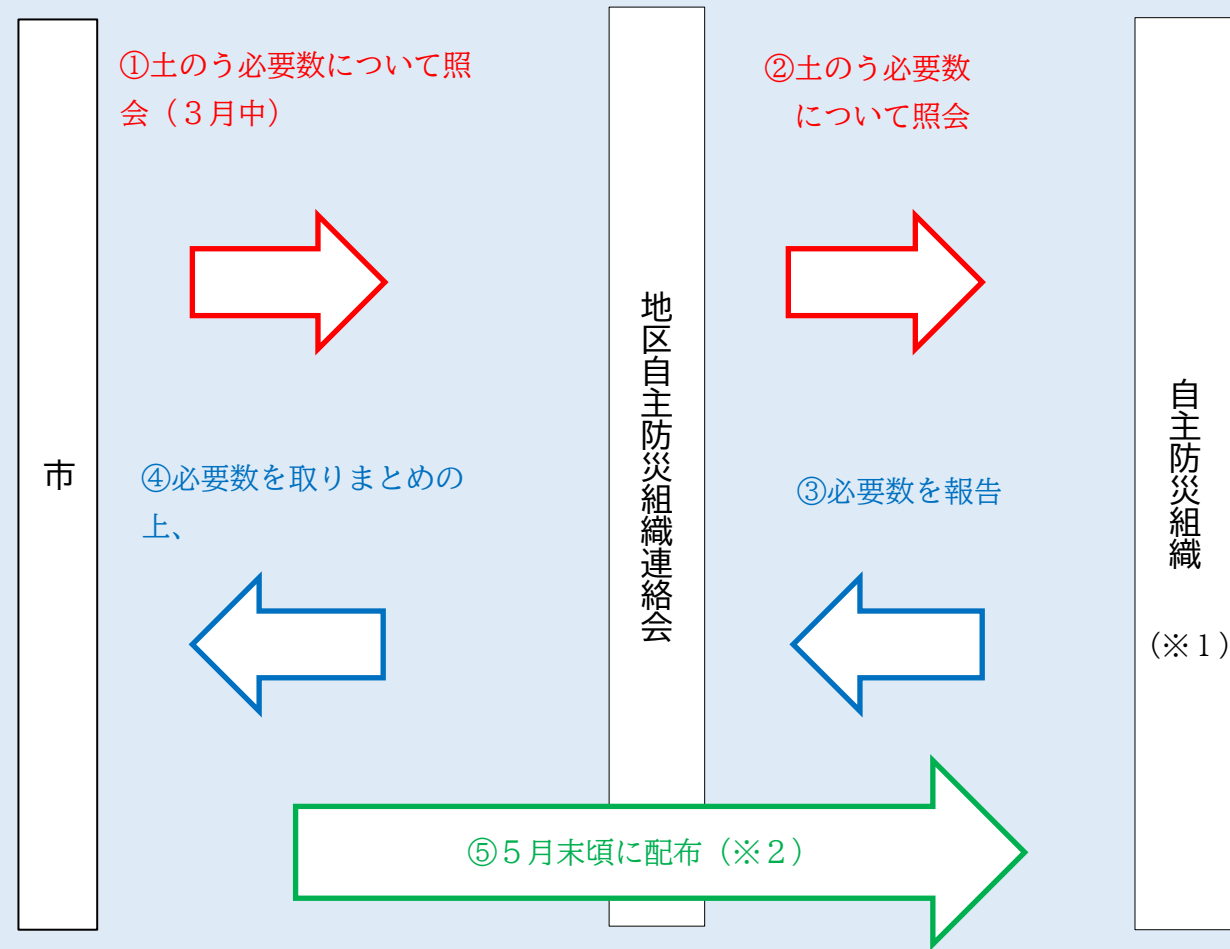 ①土のう必要数について照
会（３月中）
②土のう必要数
について照会
市
地区自主防災組織連絡会
自主防災組織
（※１）
④必要数を取りまとめの
上、
③必要数を報告
⑤５月末頃に配布（※２）